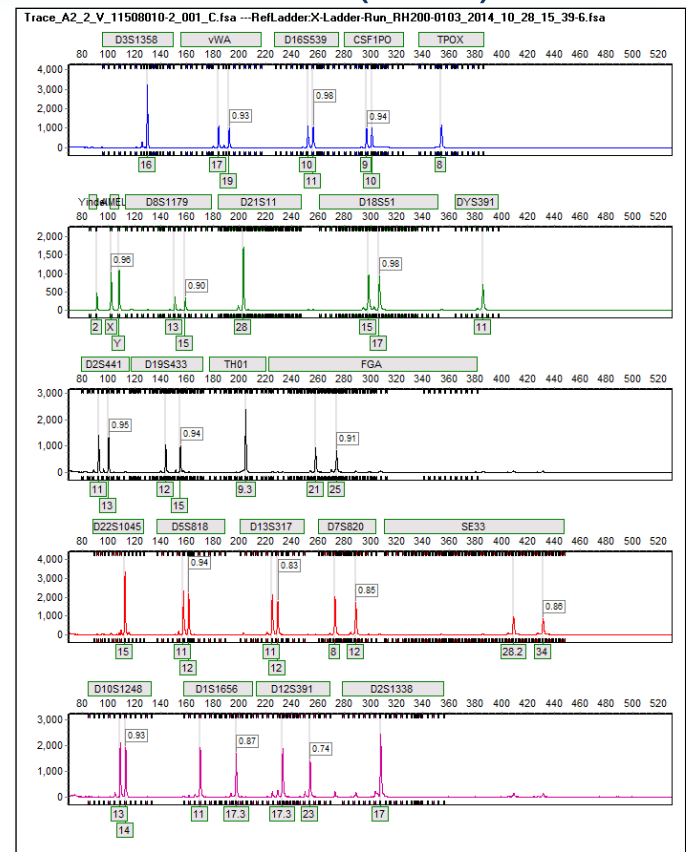 Trace_A2_2_V_11508010-2_001_C.fsa ---RefLadder:X-Ladder-Run_RH200-0103_2014_10_28_15_39-6.fsa
D3S1358 vWA D16S539 CSF1PO TPOX
80 120 160 200 240 280 320 360 400 440 480 520
4,000
3,000
2,000
1,000
0
0.93 0.98 0.94
16 17 10 9 8
19 11 10
AMEL D8S1179 D21S11 D18S51 DYS391
80 100 120 140 160 180 200 220 240 260 280 300 320 340 360 380 400 420 440 460 480 500 520
2,000
1,500
1,000
500
0
0.96 0.90 0.98
2 X 13 28 15 11
Y 15 17
D2S441 D19S433 TH01 FGA
80 100 120 140 160 180 200 220 240 260 280 300 320 340 360 380 400 420 440 460 480 500 520
3,000
2,000
1,000
0
0.95 0.94 0.91
11 12 9.3 21 25
13 15
D22S1045 D5S818 D13S317 D7S820 SE33
80 100 120 140 160 180 200 220 240 260 280 300 320 340 360 380 400 420 440 460 480 500 520
4,000
3,000
2,000
1,000
0
0.94 0.83 0.85 0.86
15 11 11 8 12 28.2 34
12 12
D10S1248 D1S1656 D12S391 D2S1338
80 100 120 140 160 180 200 220 240 260 280 300 320 340 360 380 400 420 440 460 480 500 520
3,000
2,000
1,000
0
0.93 0.87 0.74
13 11 17.3 17.3 23 17
14